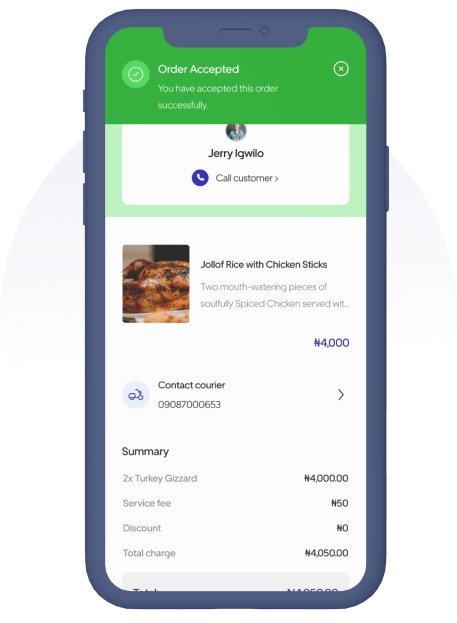 Order Accepted
You have accepted this order
successfully.
Jerry Igwilo
Call customer ›
Jollof Rice with Chicken Sticks
Two mouth-watering pieces of
soulfully Spiced Chicken served wit...
₦4,000
Contact courier
09087000653
Summary
2x Turkey Gizzard ₦4,000.00
Service fee ₦50
Discount ₦0
Total charge ₦4,050.00